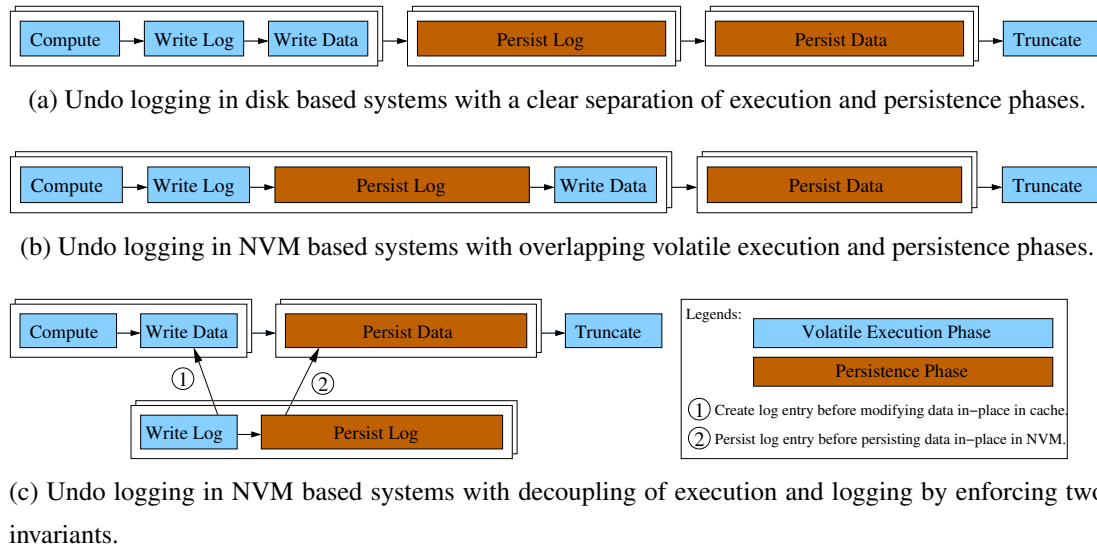 Compute Write Log Write Data Persist Log Persist Data Truncate
(a) Undo logging in disk based systems with a clear separation of execution and persistence phases.
Compute Write Log Persist Log Write Data Persist Data Truncate
(b) Undo logging in NVM based systems with overlapping volatile execution and persistence phases.
Compute Write Data Persist Data Truncate
1 2
Write Log Persist Log
Legends:
Volatile Execution Phase
Persistence Phase
1 Create log entry before modifying data in-place in cache.
2 Persist log entry before persisting data in-place in NVM.
(c) Undo logging in NVM based systems with decoupling of execution and logging by enforcing two
invariants.